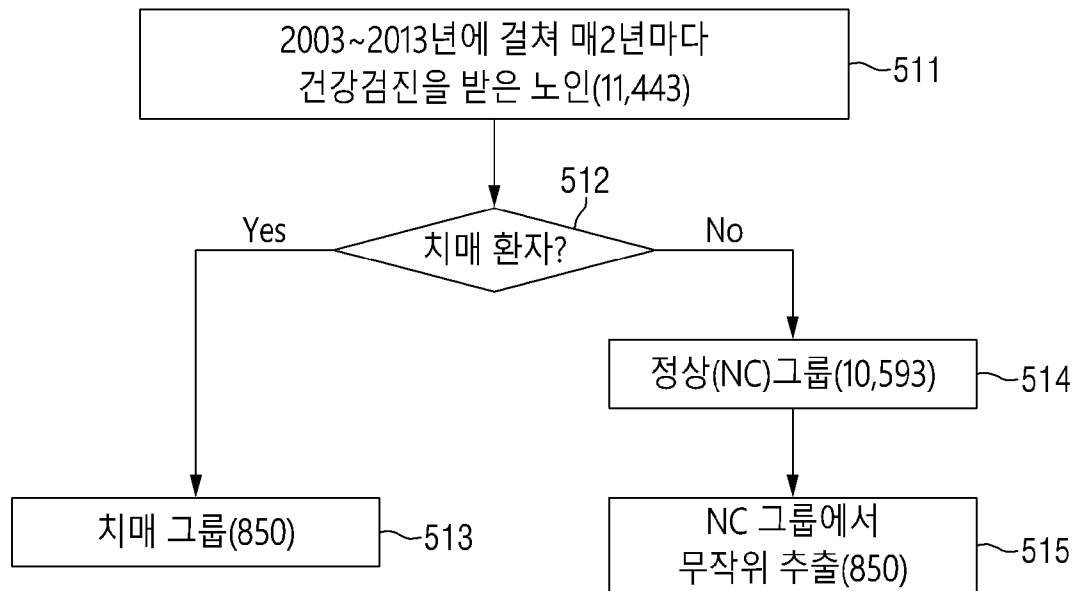 2003~2013년에 걸쳐 매2년마다
건강검진을 받은 노인(11,443)
511
512
Yes
치매 환자?
No
정상(NC)그룹(10,593)
514
치매 그룹(850)
513
NC 그룹에서
무작위 추출(850)
515